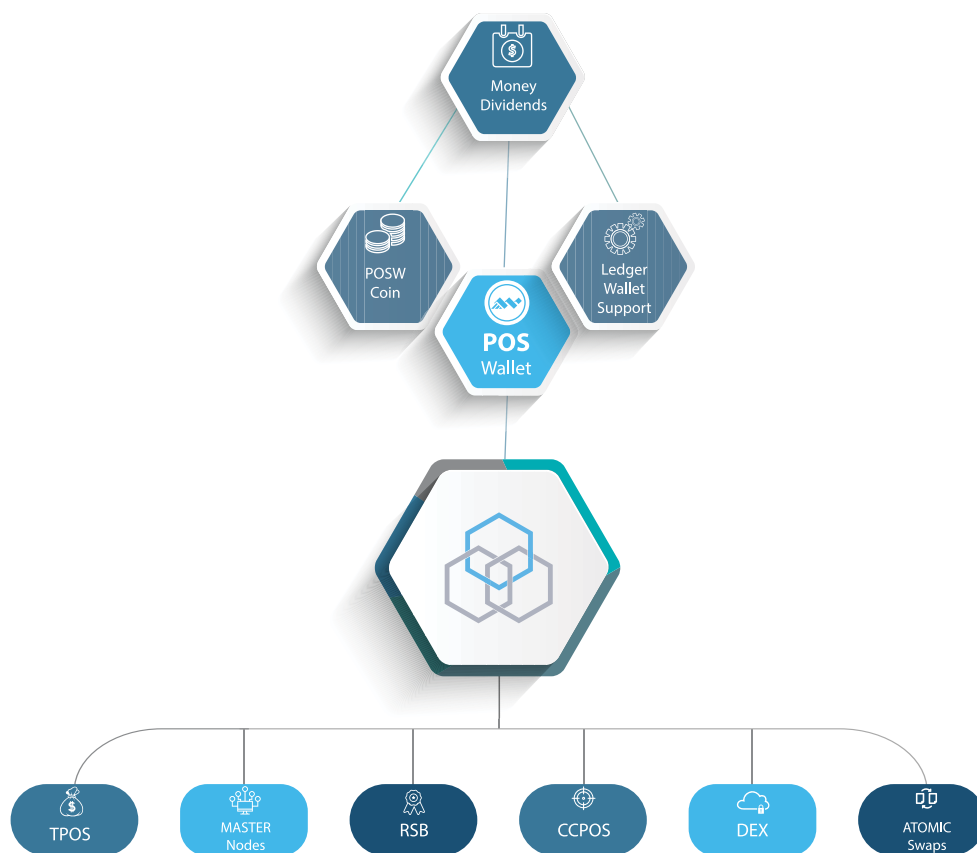 Money
Dividends
POSW
Coin
Ledger
Wallet
Support
POS
Wallet
TPOS
MASTER
Nodes
RSB
CCPOS
DEX
ATOMIC
Swaps